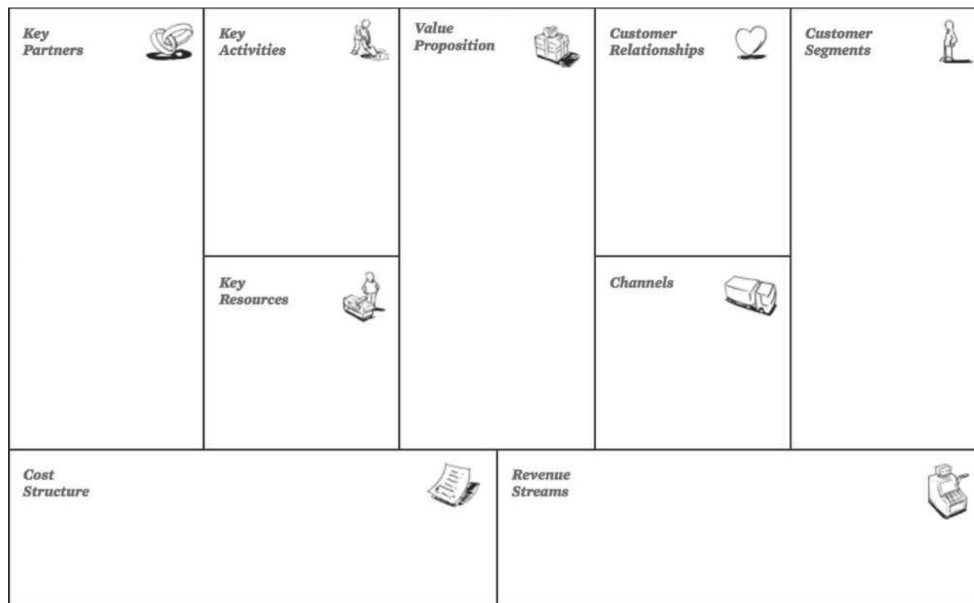 Key
Partners
Key
Activities
Value
Proposition
Customer
Relationships
Customer
Segments
Key
Resources
Channels
Cost
Structure
Revenue
Streams